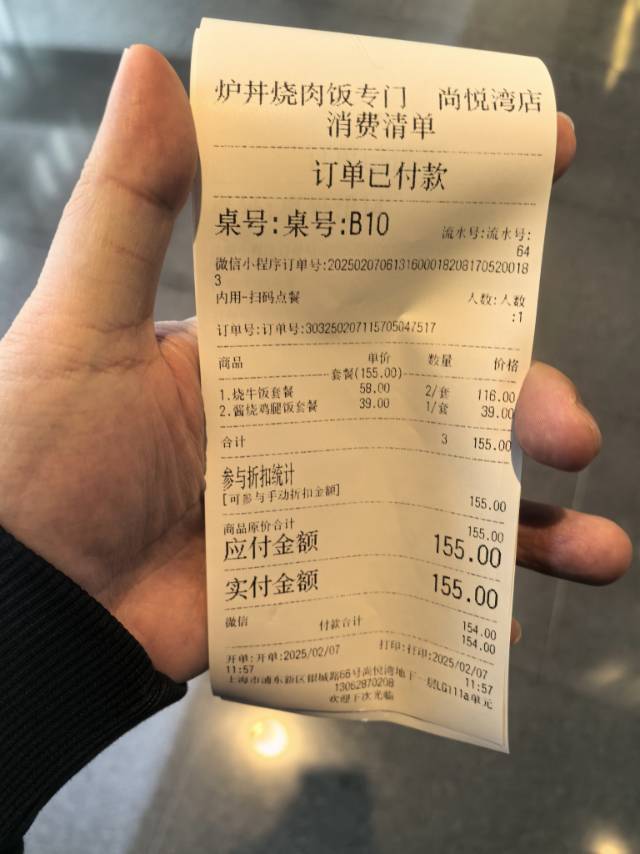 炉丼烧肉饭专门 尚悦湾店
消费清单
订单已付款
桌号:桌号:B10
流水号:流水号:
64
微信小程序订单号:202502070613160001820817052001​8
3
内用-扫码点餐 人数:人数
:1
订单号:订单号:303250207115705047517
商品 单价 数量 价格
套餐(155.00)
1.烧牛饭套餐 58.00 2/套 116.00
2.酱烧鸡腿饭套餐 39.00 1/套 39.00
合计 3 155.00
参与折扣统计
[可参与手动折扣金额] 155.00
商品原价合计 155.00
应付金额 155.00
实付金额 155.00
微信 154.00
付款合计 154.00
开单:开单:2025/02/07 打印:打印:2025/02/07
11:57 11:57
上海市浦东新区银城路66号尚悦湾地下一层LG111a单元
13062870208
欢迎下次光临